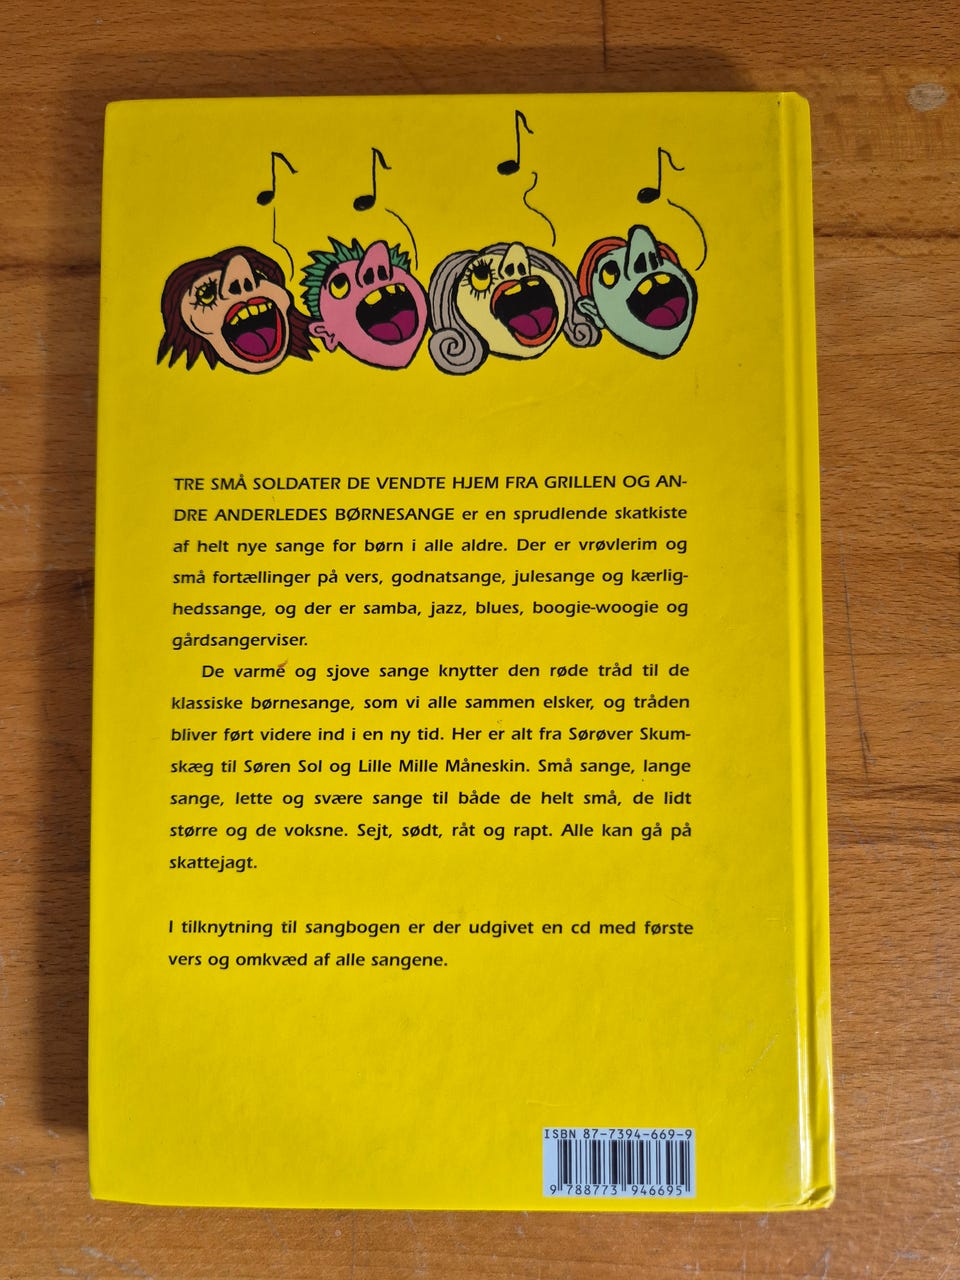 TRE SMÅ SOLDATER DE VENDTE HJEM FRA GRILLEN OG AN-
DRE ANDERLEDES BØRNESANGE er en sprudlende skatkiste
af helt nye sange for børn i alle aldre. Der er vrøvlerim og
små fortællinger på vers, godnatsange, julesange og kærlig-
hedssange, og der er samba, jazz, blues, boogie-woogie og
gårdsangerviser.
De varme og sjove sange knytter den røde tråd til de
klassiske børnesange, som vi alle sammen elsker, og tråden
bliver ført videre ind i en ny tid. Her er alt fra Sørøver Skum-
skæg til Søren Sol og Lille Mille Måneskin. Små sange, lange
sange, lette og svære sange til både de helt små, de lidt
større og de voksne. Sejt, sødt, råt og rapt. Alle kan gå på
skattejagt.
I tilknytning til sangbogen er der udgivet en cd med første
vers og omkvæd af alle sangene.
ISBN 87-7394-669-9
9 788773 946695